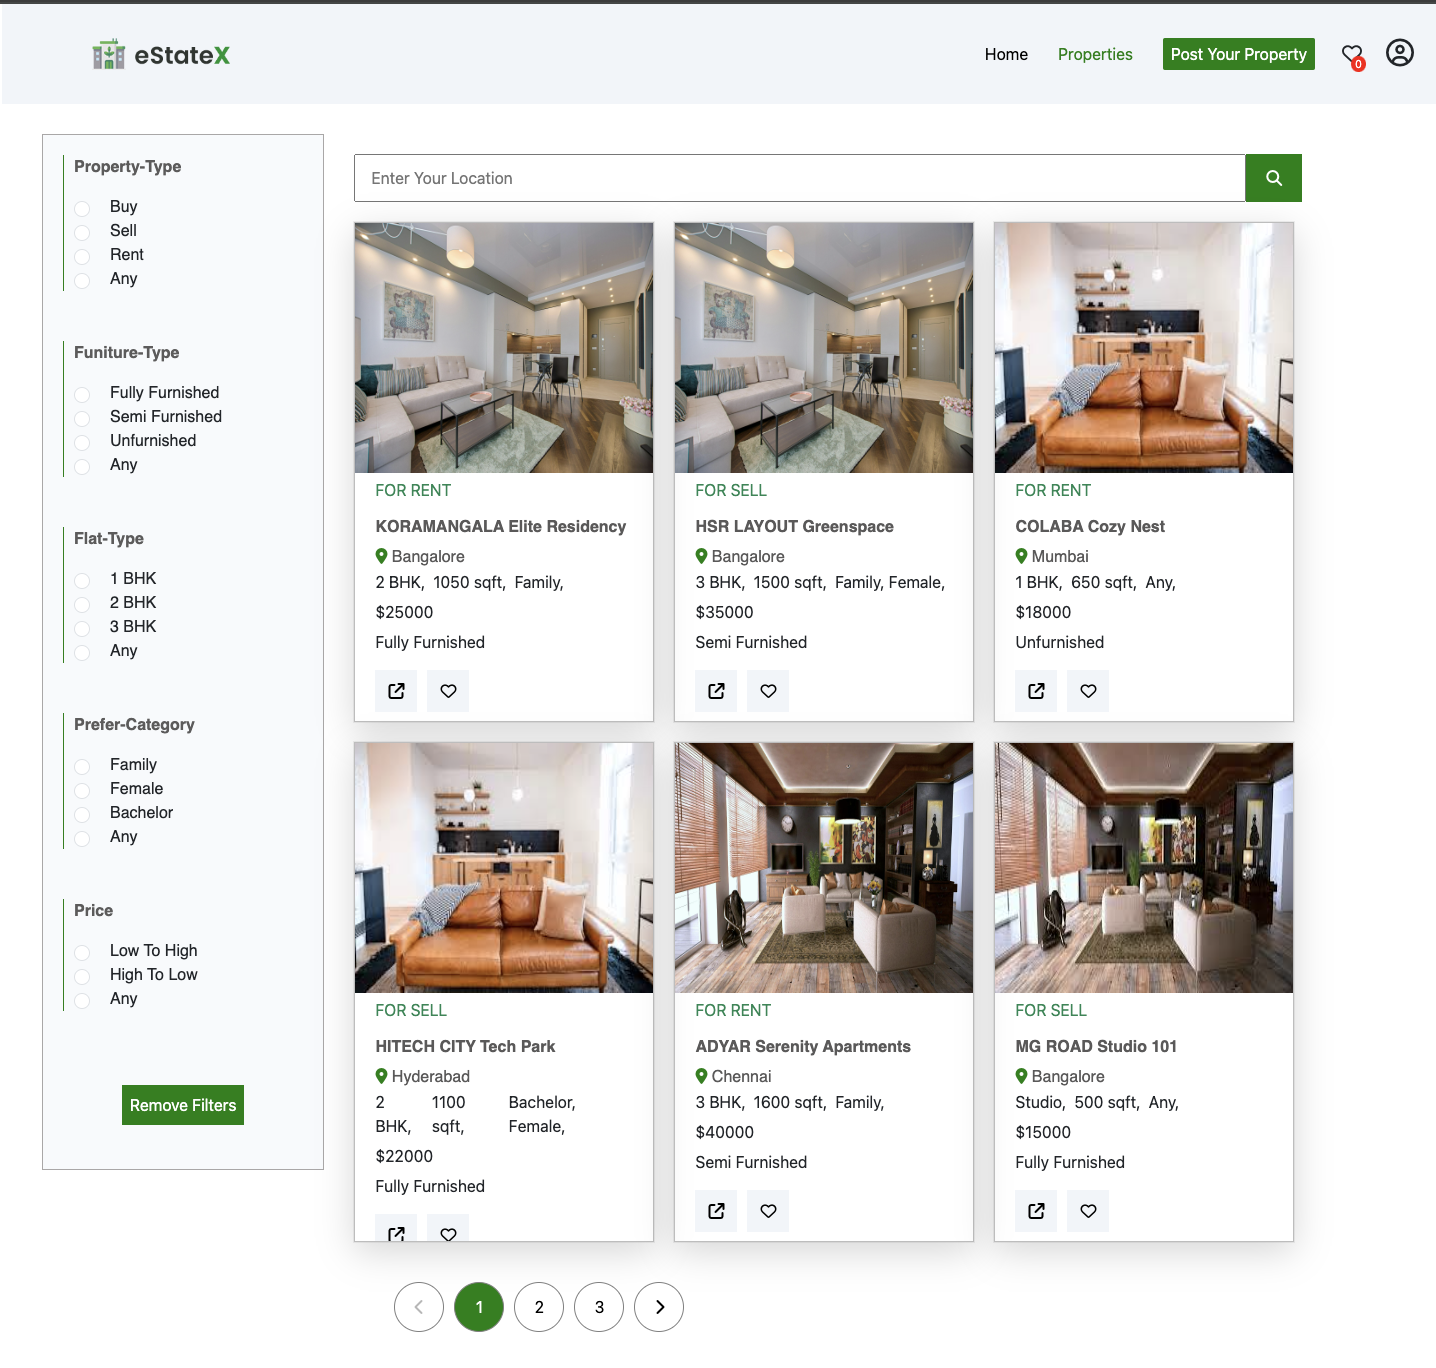 eStateX
Home
Properties
Post Your Property
0
Property-Type
Buy
Sell
Rent
Any
Funiture-Type
Fully Furnished
Semi Furnished
Unfurnished
Any
Flat-Type
1 BHK
2 BHK
3 BHK
Any
Prefer-Category
Family
Female
Bachelor
Any
Price
Low To High
High To Low
Any
Remove Filters
Enter Your Location
FOR RENT
KORAMANGALA Elite Residency
Bangalore
2 BHK, 1050 sqft, Family,
$25000
Fully Furnished
FOR SELL
HSR LAYOUT Greenspace
Bangalore
3 BHK, 1500 sqft, Family, Female,
$35000
Semi Furnished
FOR RENT
COLABA Cozy Nest
Mumbai
1 BHK, 650 sqft, Any,
$18000
Unfurnished
FOR SELL
HITECH CITY Tech Park
Hyderabad
2 1100 Bachelor,
BHK, sqft, Female,
$22000
Fully Furnished
FOR RENT
ADYAR Serenity Apartments
Chennai
3 BHK, 1600 sqft, Family,
$40000
Semi Furnished
FOR SELL
MG ROAD Studio 101
Bangalore
Studio, 500 sqft, Any,
$15000
Fully Furnished
1 2 3